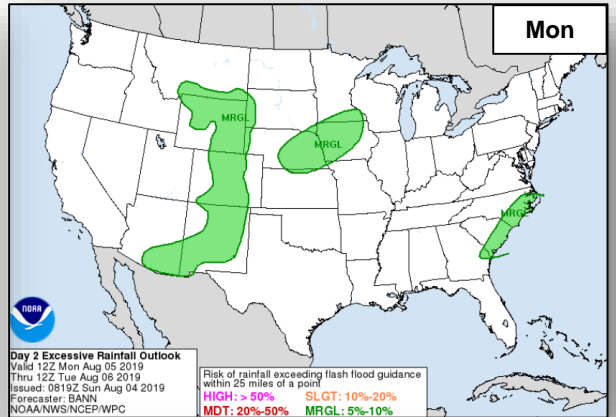 Mon
MRGL
MRGL
MRGL
NOAA
Day 2 Excessive Rainfall Outlook
Valid 12Z Mon Aug 05 2019
Thru 12Z Tue Aug 06 2019
Issued: 0819Z Sun Aug 04 2019
Forecaster: BANN
NOAA/NWS/NCEP/WPC
Risk of rainfall exceeding flash flood guidance
within 25 miles of a point
HIGH: > 50% SLGT: 10%-20%
MDT: 20%-50% MRGL: 5%-10%